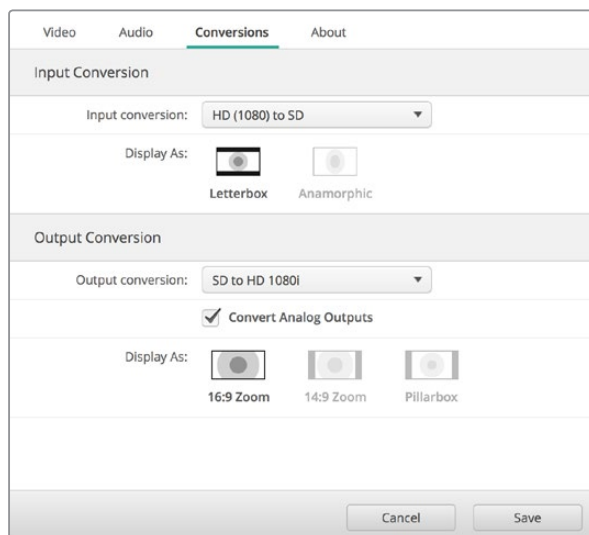 Video Audio Conversions About
Input Conversion
Input conversion: HD (1080) to SD
Display As:
Letterbox Anamorphic
Output Conversion
Output conversion: SD to HD 1080i
Convert Analog Outputs
Display As:
16:9 Zoom 14:9 Zoom Pillarbox
Cancel Save